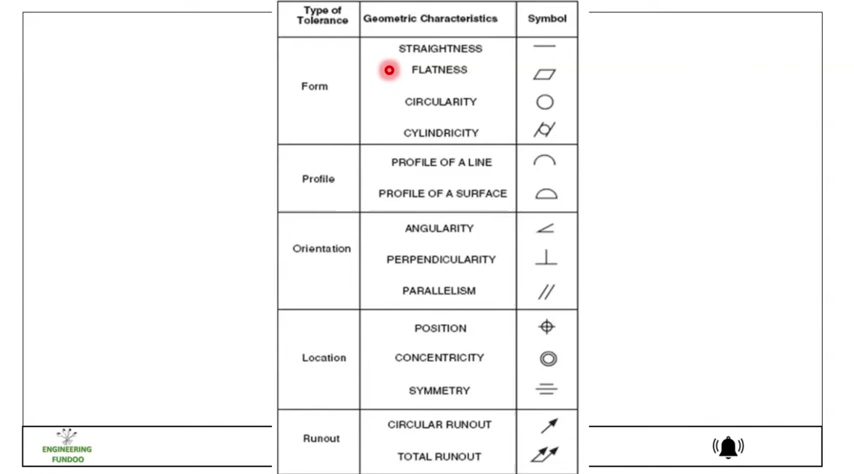 Type of
Tolerance
Geometric Characteristics
Symbol
Form
STRAIGHTNESS
FLATNESS
CIRCULARITY
CYLINDRICITY
Profile
PROFILE OF A LINE
PROFILE OF A SURFACE
Orientation
ANGULARITY
PERPENDICULARITY
PARALLELISM
Location
POSITION
CONCENTRICITY
SYMMETRY
Runout
CIRCULAR RUNOUT
TOTAL RUNOUT
ENGINEERING
FUNDOO